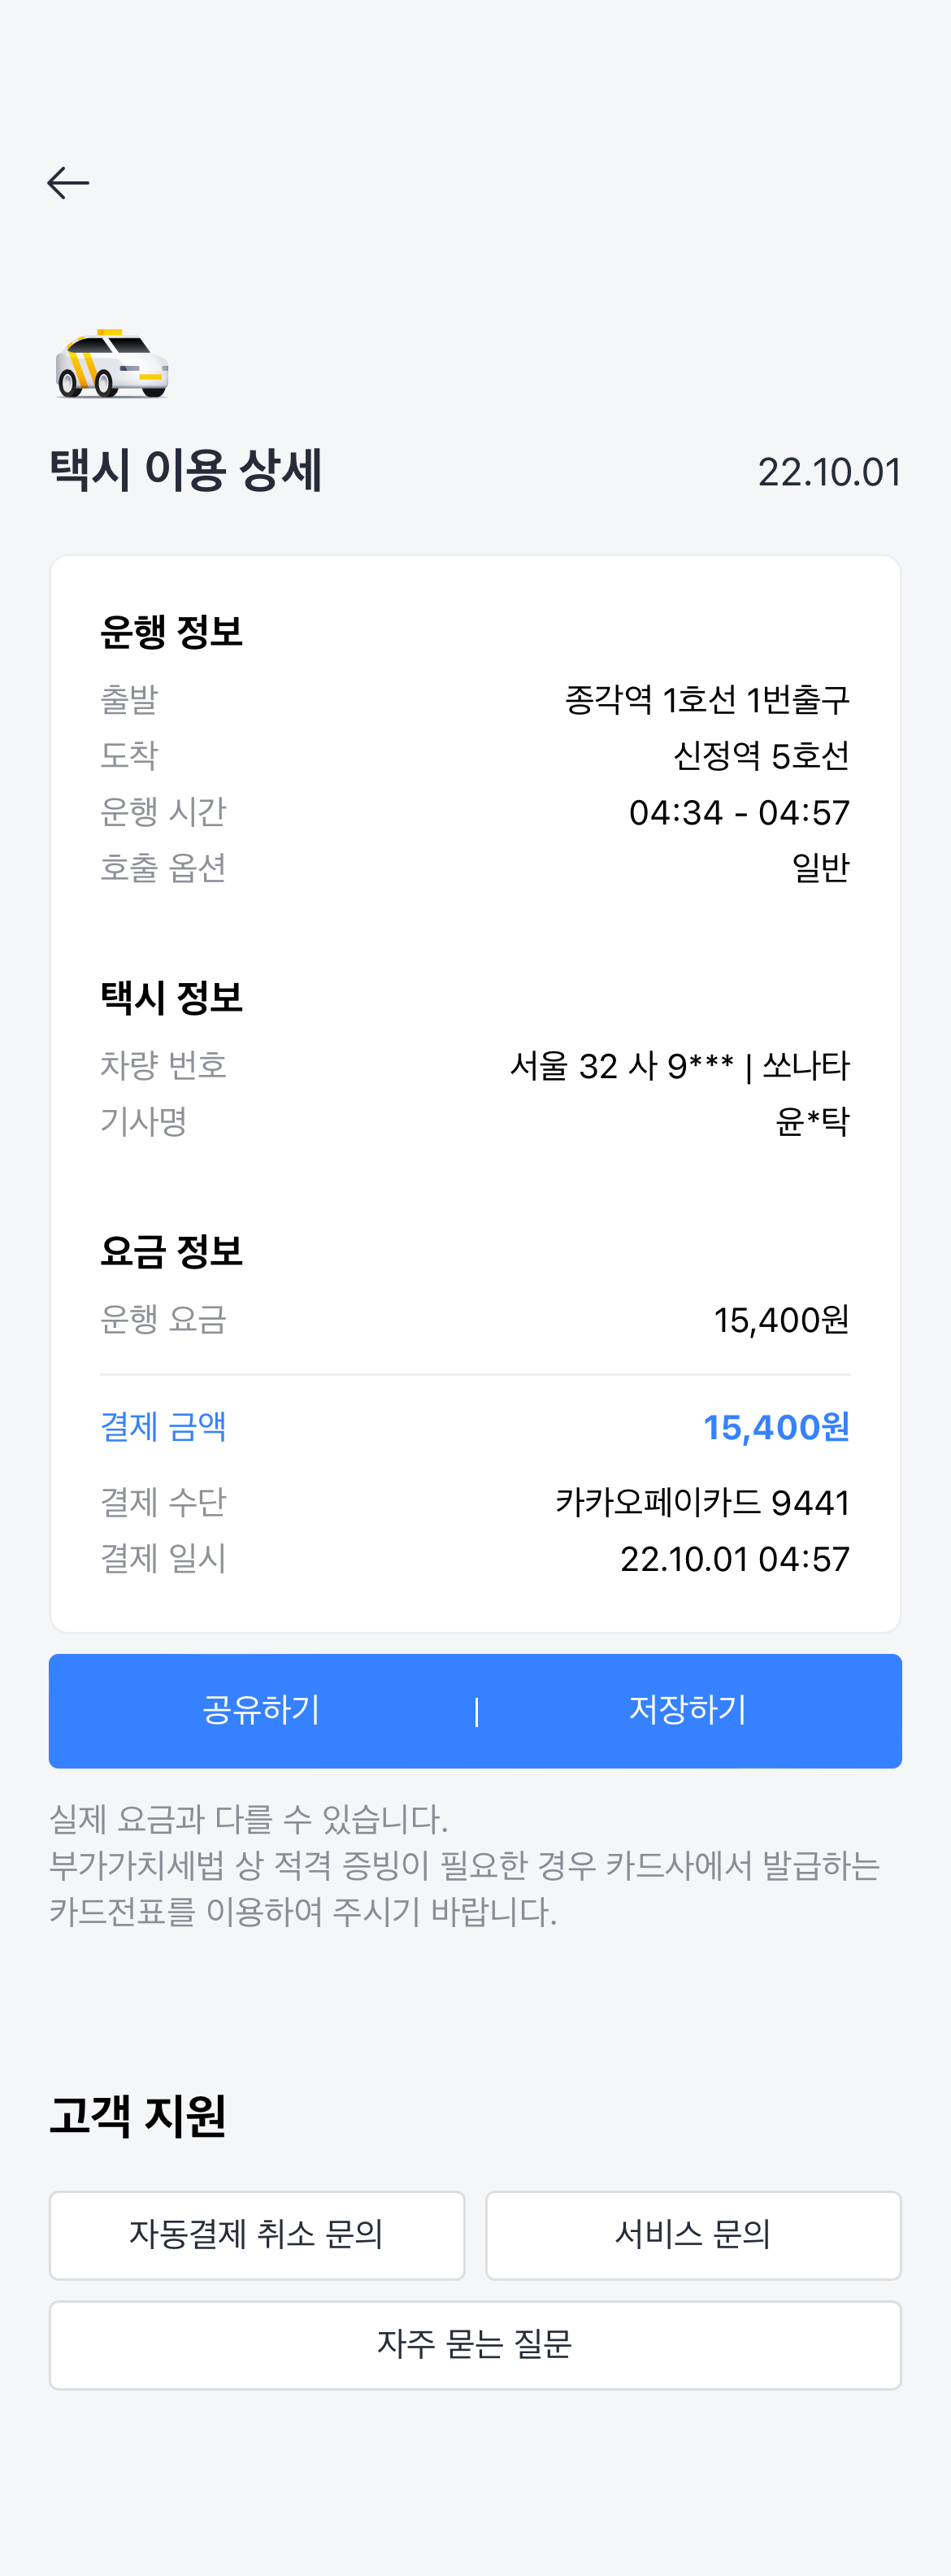 택시 이용 상세 22.10.01
운행 정보
출발 종각역 1호선 1번출구
도착 신정역 5호선
운행 시간 04:34 - 04:57
호출 옵션 일반
택시 정보
차량 번호 서울 32 사 9*** | 쏘나타
기사명 윤*탁
요금 정보
운행 요금 15,400원
결제 금액 15,400원
결제 수단 카카오페이카드 9441
결제 일시 22.10.01 04:57
공유하기 | 저장하기
실제 요금과 다를 수 있습니다.
부가가치세법 상 적격 증빙이 필요한 경우 카드사에서 발급하는
카드전표를 이용하여 주시기 바랍니다.
고객 지원
자동결제 취소 문의 서비스 문의
자주 묻는 질문